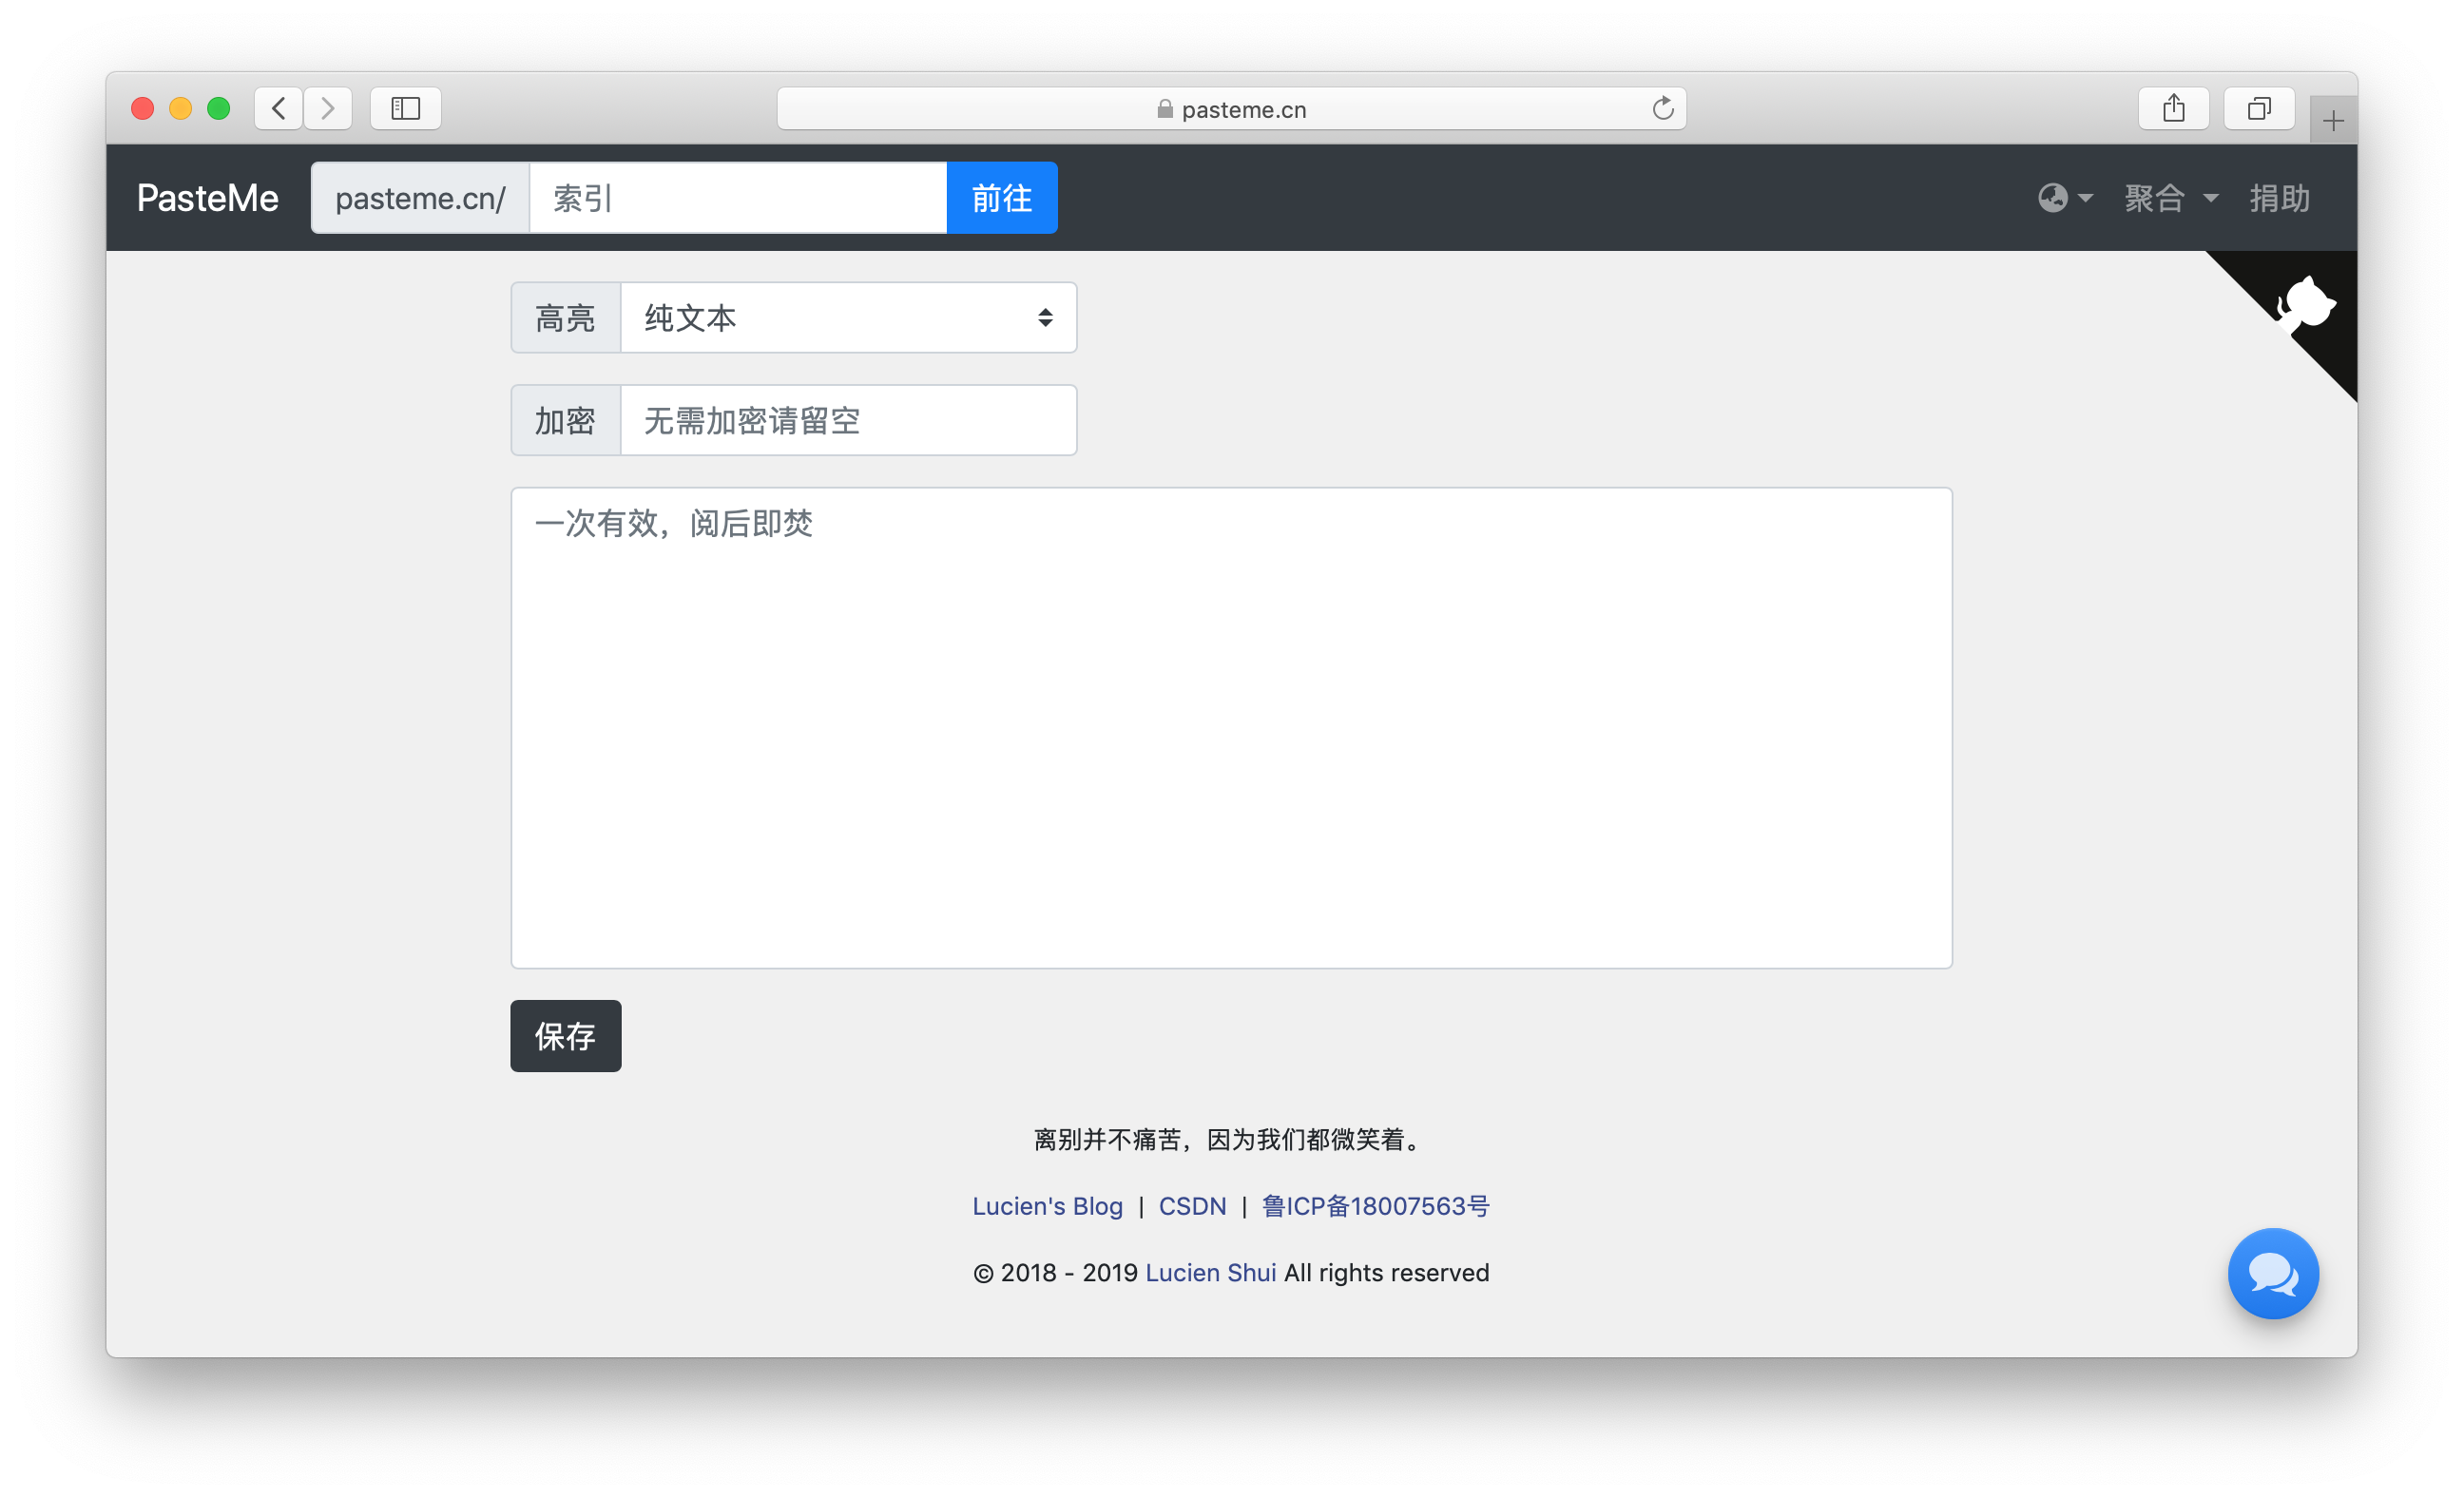 pasteme.cn
PasteMe pasteme.cn/ 索引 前往 聚合 捐助
高亮 纯文本
加密 无需加密请留空
一次有效，阅后即焚
保存
离别并不痛苦，因为我们都微笑着。
Lucien's Blog | CSDN | 鲁ICP备18007563号
© 2018 - 2019 Lucien Shui All rights reserved